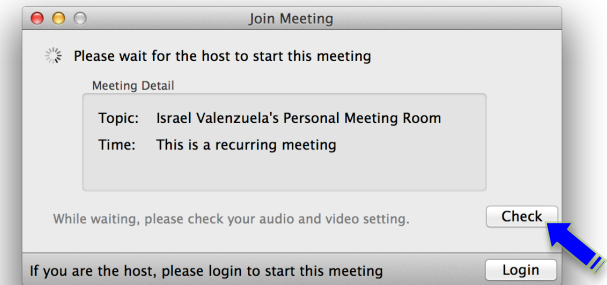 Join Meeting
Please wait for the host to start this meeting
Meeting Detail
Topic: Israel Valenzuela's Personal Meeting Room
Time: This is a recurring meeting
While waiting, please check your audio and video setting.
Check
If you are the host, please login to start this meeting
Login